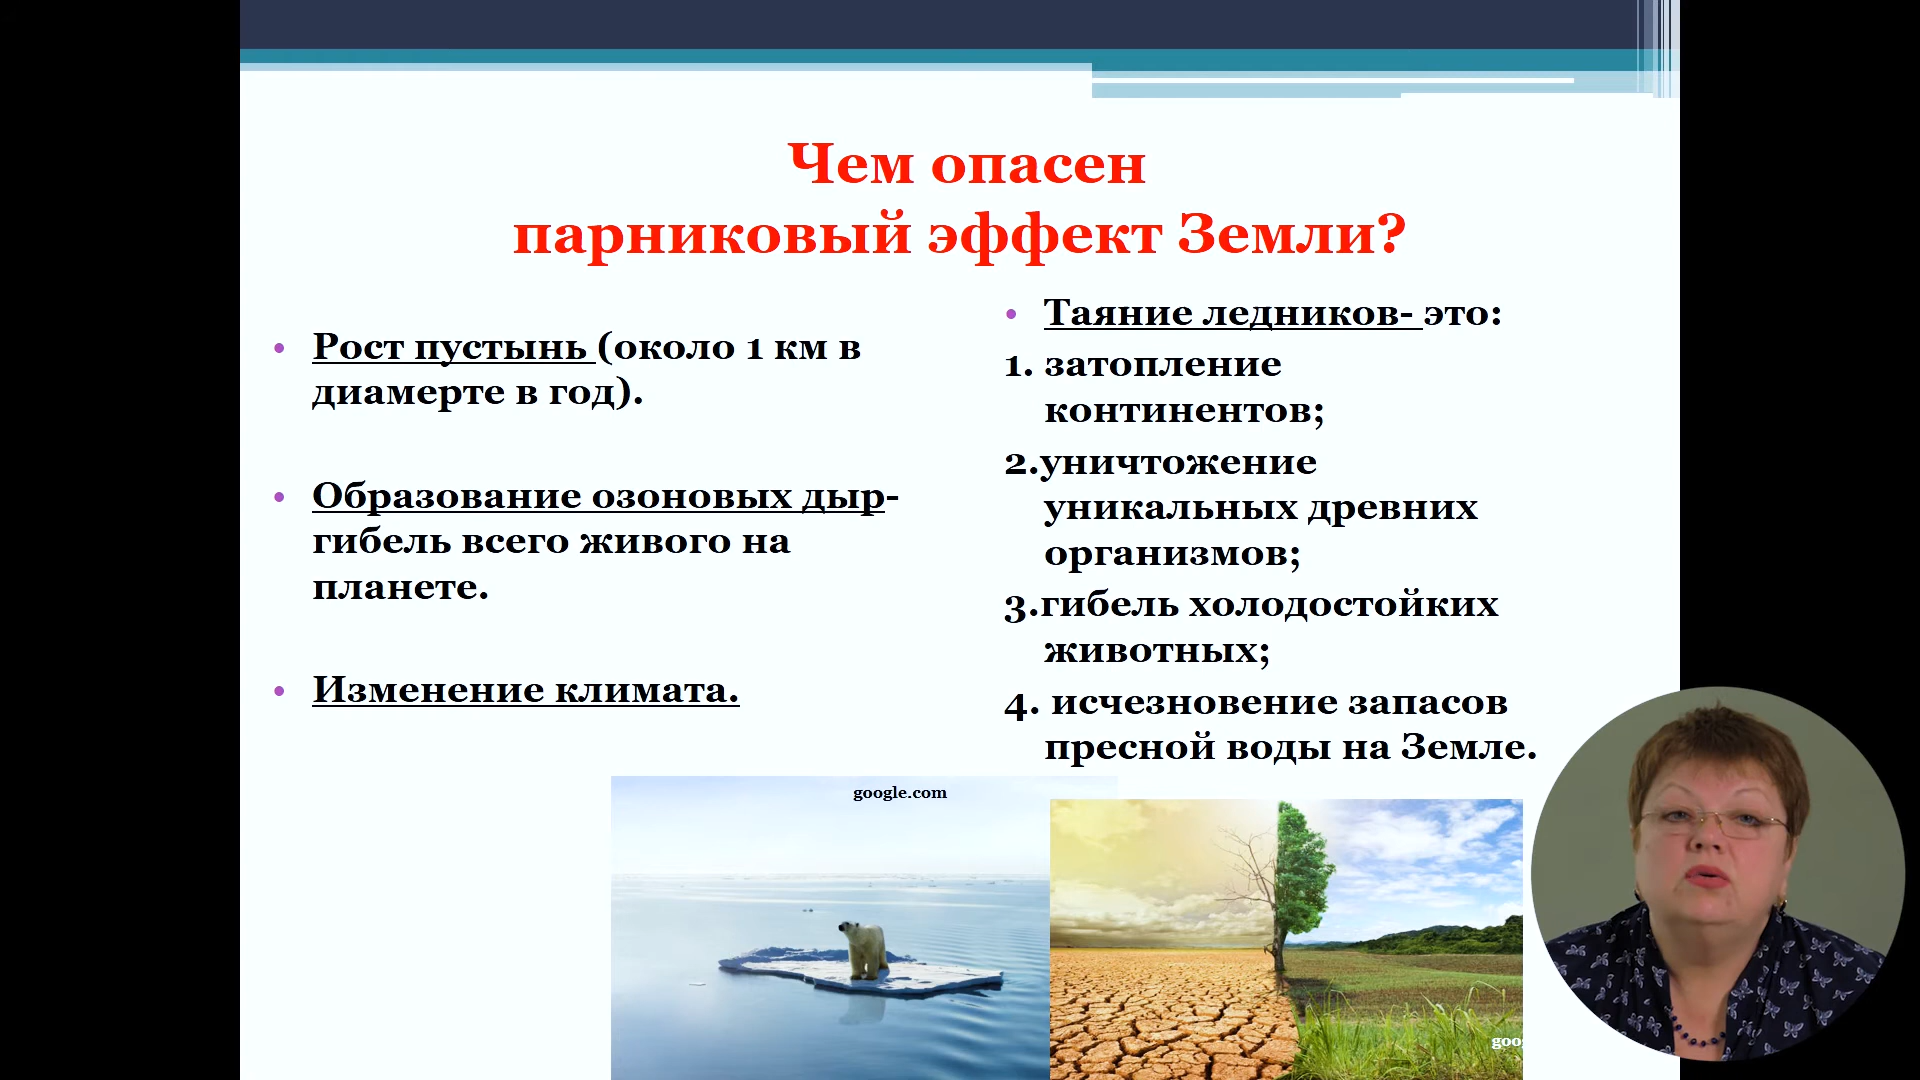 Чем опасен
парниковый эффект Земли?
• Рост пустынь (около 1 км в
диамерте в год).
• Образование озоновых дыр-
гибель всего живого на
планете.
• Изменение климата.
• Таяние ледников- это:
1. затопление
континентов;
2.уничтожение
уникальных древних
организмов;
3.гибель холодостойких
животных;
4. исчезновение запасов
пресной воды на Земле.
google.com